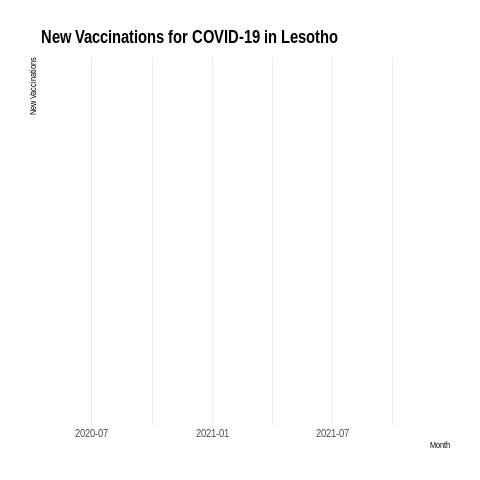 New Vaccinations for COVID-19 in Lesotho
New Vaccinations
2020-07
2021-01
2021-07
Month